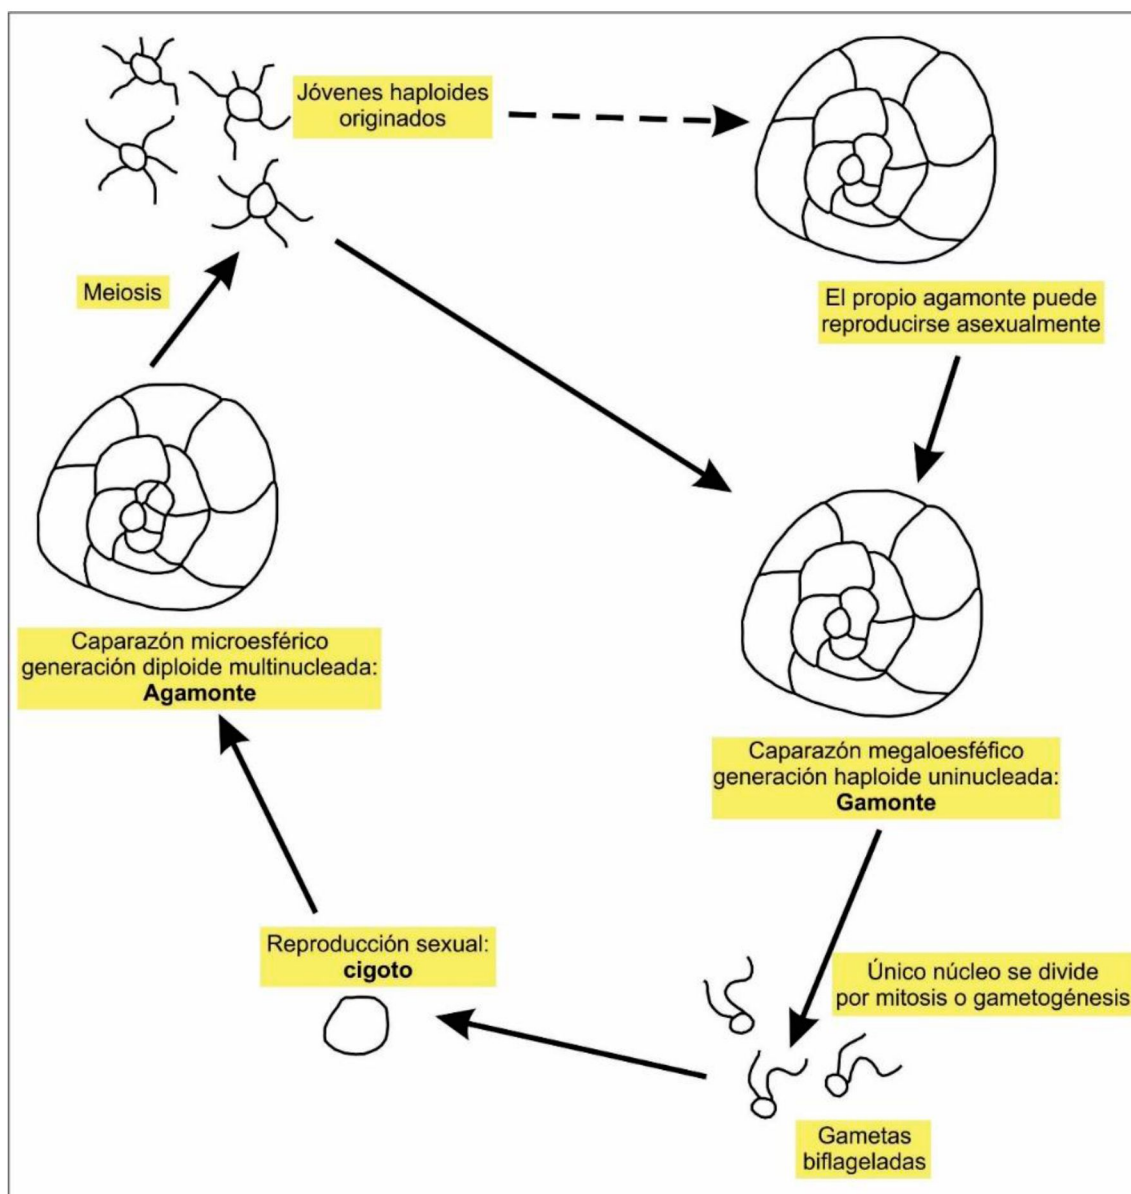 Jóvenes haploides
originados
Meiosis
El propio agamonte puede
reproducirse asexualmente
Caparazón microesférico
generación diploide multinucleada:
Agamonte
Caparazón megaloesféfico
generación haploide uninucleada:
Gamonte
Reproducción sexual:
cigoto
Único núcleo se divide
por mitosis o gametogénesis
Gametas
biflageladas